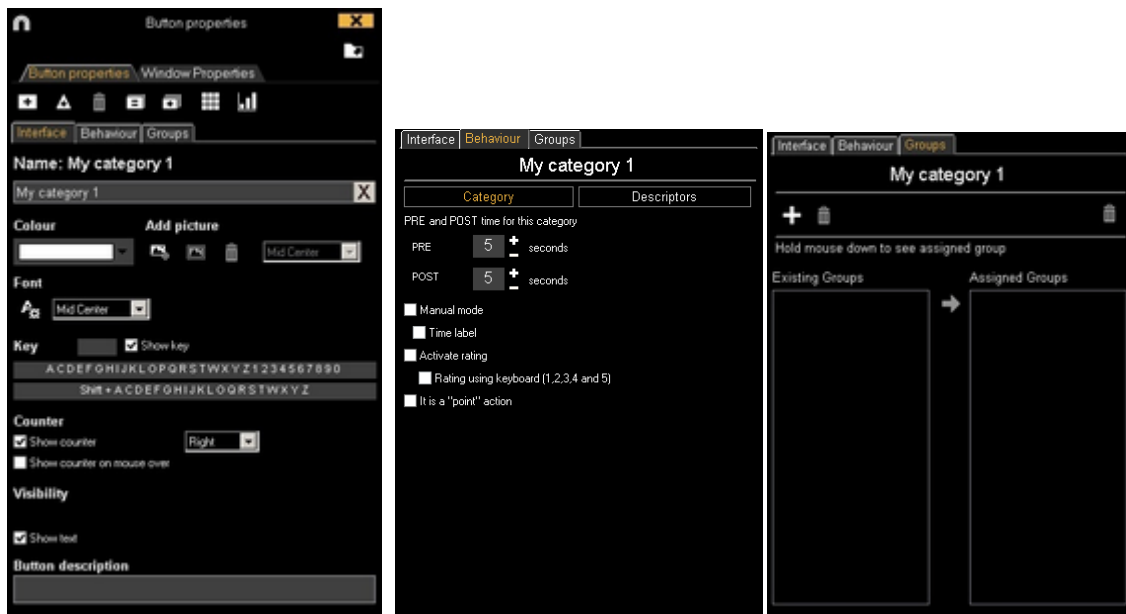 Button properties
X
Button properties Window Properties
Interface Behaviour Groups
Name: My category 1
My category 1 X
Colour Add picture
Mid Center
Font
Mid Center
Key Show key
A C D E F G H I J K L O P Q R S T W X Y Z 1 2 3 4 5 6 7 8 9 0
Shift + A C D E F G H I J K L O Q R S T W X Y Z
Counter
Show counter Right
Show counter on mouse over
Visibility
Show text
Button description
Interface Behaviour Groups
My category 1
Category Descriptors
PRE and POST time for this category
PRE 5 seconds
POST 5 seconds
Manual mode
Time label
Activate rating
Rating using keyboard (1,2,3,4 and 5)
It is a "point" action
Interface Behaviour Groups
My category 1
Hold mouse down to see assigned group
Existing Groups Assigned Groups